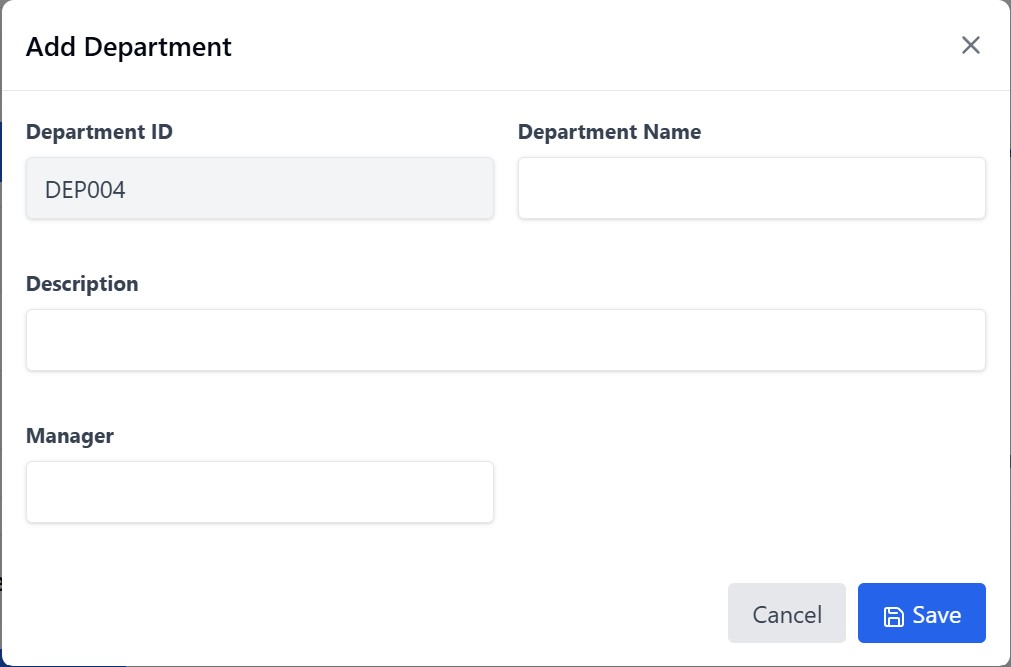 Add Department
Department ID
Department Name
DEP004
Description
Manager
Cancel
Save